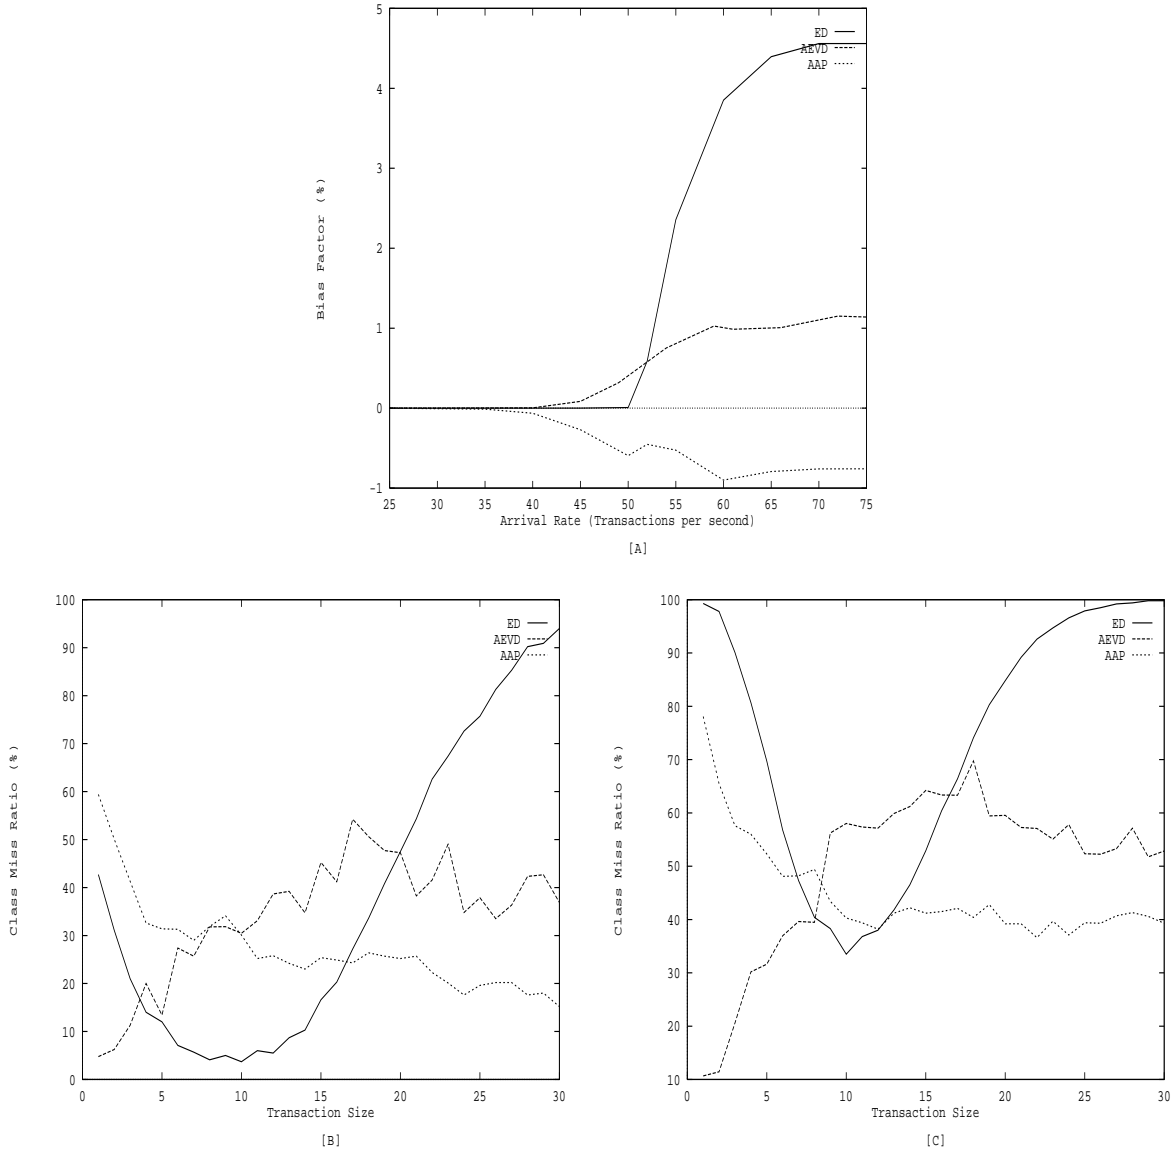 5
4
3
2
1
0
-1
Bias Factor (%)
ED
AEVD
AAP
25 30 35 40 45 50 55 60 65 70 75
Arrival Rate (Transactions per second)
[A]
100
90
80
70
60
50
40
30
20
10
0
Class Miss Ratio (%)
ED
AEVD
AAP
0 5 10 15 20 25 30
Transaction Size
[B]
100
90
80
70
60
50
40
30
20
10
Class Miss Ratio (%)
ED
AEVD
AAP
0 5 10 15 20 25 30
Transaction Size
[C]